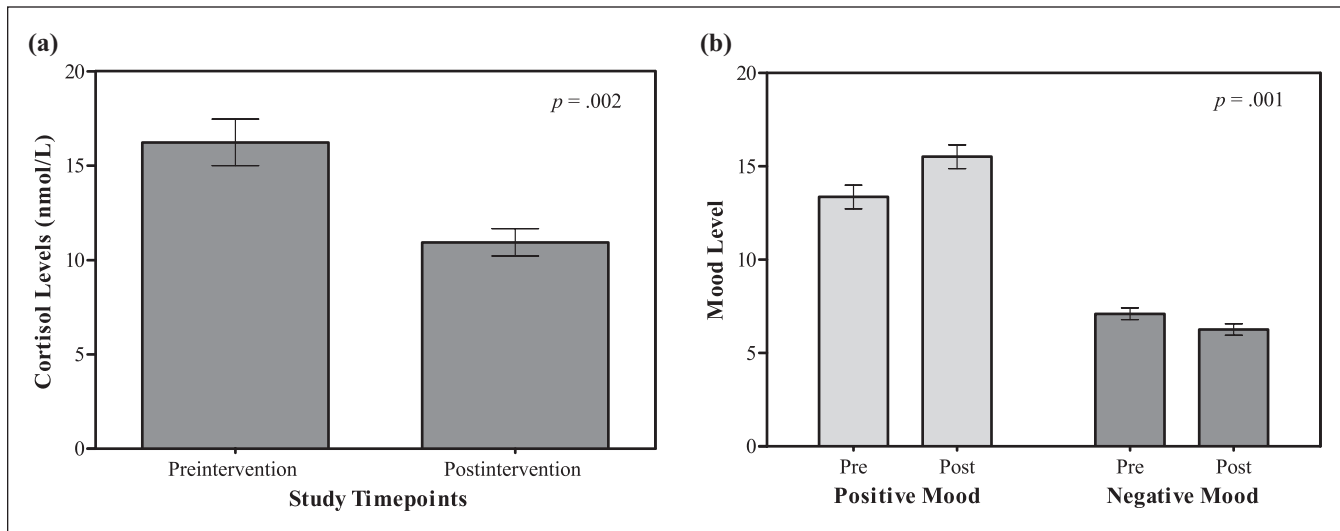 (a)
20
15
10
5
0
Cortisol Levels (nmol/L)
p = .002
Preintervention
Postintervention
Study Timepoints
(b)
20
15
10
5
0
Mood Level
p = .001
Pre
Post
Pre
Post
Positive Mood
Negative Mood